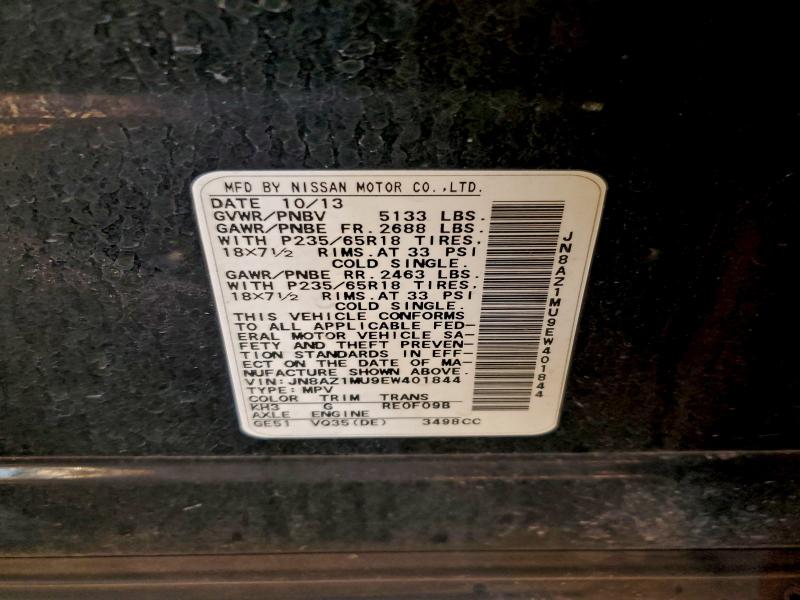 MFD BY NISSAN MOTOR CO.,LTD.
DATE 10/13
GVWR/PNBV 5133 LBS.
GAWR/PNBE FR. 2688 LBS.
WITH P235/65R18 TIRES,
18×7½ RIMS. AT 33 PSI
COLD SINGLE.
GAWR/PNBE RR. 2463 LBS.
WITH P235/65R18 TIRES.
18×7½ RIMS. AT 33 PSI
COLD SINGLE.
THIS VEHICLE CONFORMS
TO ALL APPLICABLE FED-
ERAL MOTOR VEHICLE SA-
FETY AND THEFT PREVEN-
TION STANDARDS IN EFF-
ECT ON THE DATE OF MA-
NUFACTURE SHOWN ABOVE.
VIN: JN8AZ1MU9EW401844
TYPE: MPV
COLOR TRIM TRANS
KH3 G RE0F09B
AXLE ENGINE
GE51 VQ35(DE) 3498CC
JN8AZ1MU9EW401844